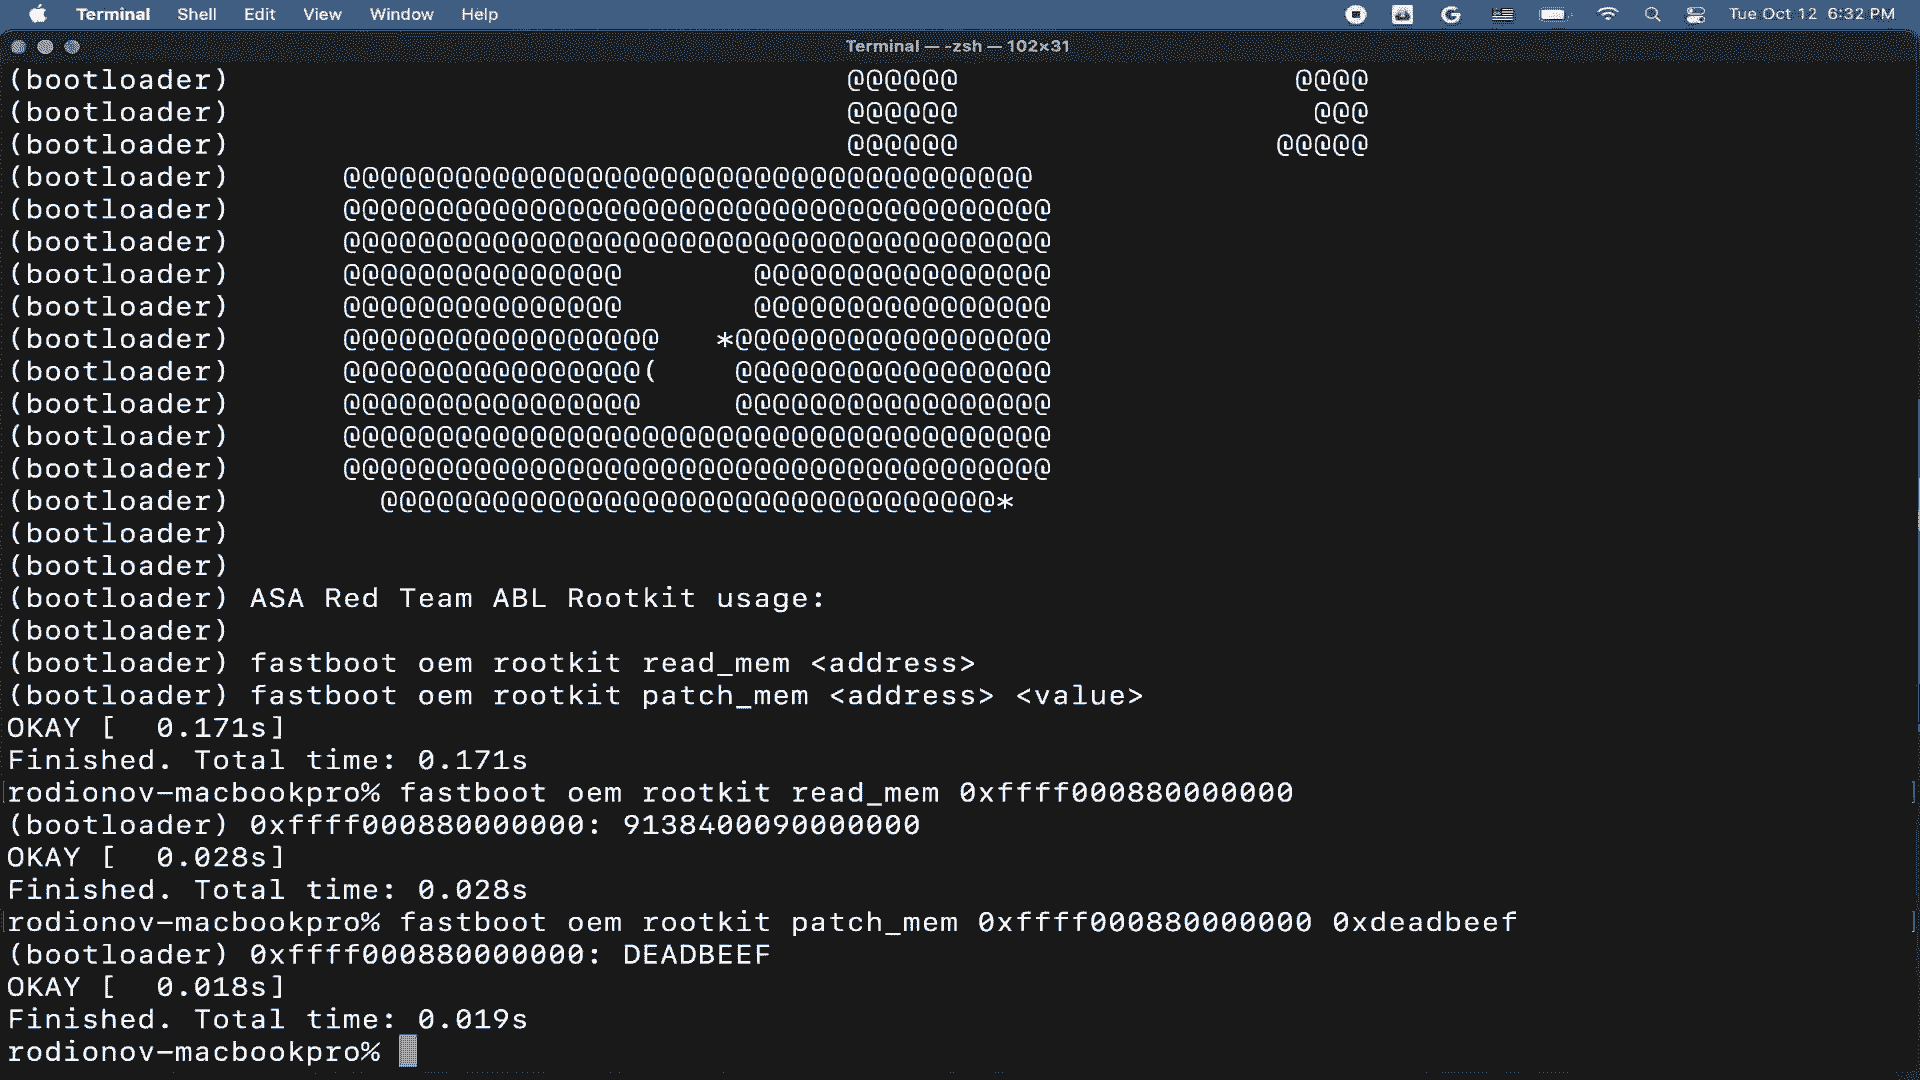 Terminal Shell Edit View Window Help Tue Oct 12 6:32 PM
Terminal — -zsh — 102×31
(bootloader)                                  @@@@@@                  @@@@
(bootloader)                                  @@@@@@                   @@@
(bootloader)                                  @@@@@@                 @@@@@
(bootloader)       @@@@@@@@@@@@@@@@@@@@@@@@@@@@@@@@@@@@@
(bootloader)       @@@@@@@@@@@@@@@@@@@@@@@@@@@@@@@@@@@@@@
(bootloader)       @@@@@@@@@@@@@@@@@@@@@@@@@@@@@@@@@@@@@@
(bootloader)       @@@@@@@@@@@@@@@       @@@@@@@@@@@@@@@@
(bootloader)       @@@@@@@@@@@@@@@       @@@@@@@@@@@@@@@@
(bootloader)       @@@@@@@@@@@@@@@@@   *@@@@@@@@@@@@@@@@@
(bootloader)       @@@@@@@@@@@@@@@@(    @@@@@@@@@@@@@@@@@
(bootloader)       @@@@@@@@@@@@@@@@     @@@@@@@@@@@@@@@@@
(bootloader)       @@@@@@@@@@@@@@@@@@@@@@@@@@@@@@@@@@@@@@
(bootloader)       @@@@@@@@@@@@@@@@@@@@@@@@@@@@@@@@@@@@@@
(bootloader)         @@@@@@@@@@@@@@@@@@@@@@@@@@@@@@@@@*
(bootloader)
(bootloader)
(bootloader) ASA Red Team ABL Rootkit usage:
(bootloader)
(bootloader) fastboot oem rootkit read_mem <address>
(bootloader) fastboot oem rootkit patch_mem <address> <value>
OKAY [  0.171s]
Finished. Total time: 0.171s
rodionov-macbookpro% fastboot oem rootkit read_mem 0xffff000880000000
(bootloader) 0xffff000880000000: 9138400090000000
OKAY [  0.028s]
Finished. Total time: 0.028s
rodionov-macbookpro% fastboot oem rootkit patch_mem 0xffff000880000000 0xdeadbeef
(bootloader) 0xffff000880000000: DEADBEEF
OKAY [  0.018s]
Finished. Total time: 0.019s
rodionov-macbookpro%